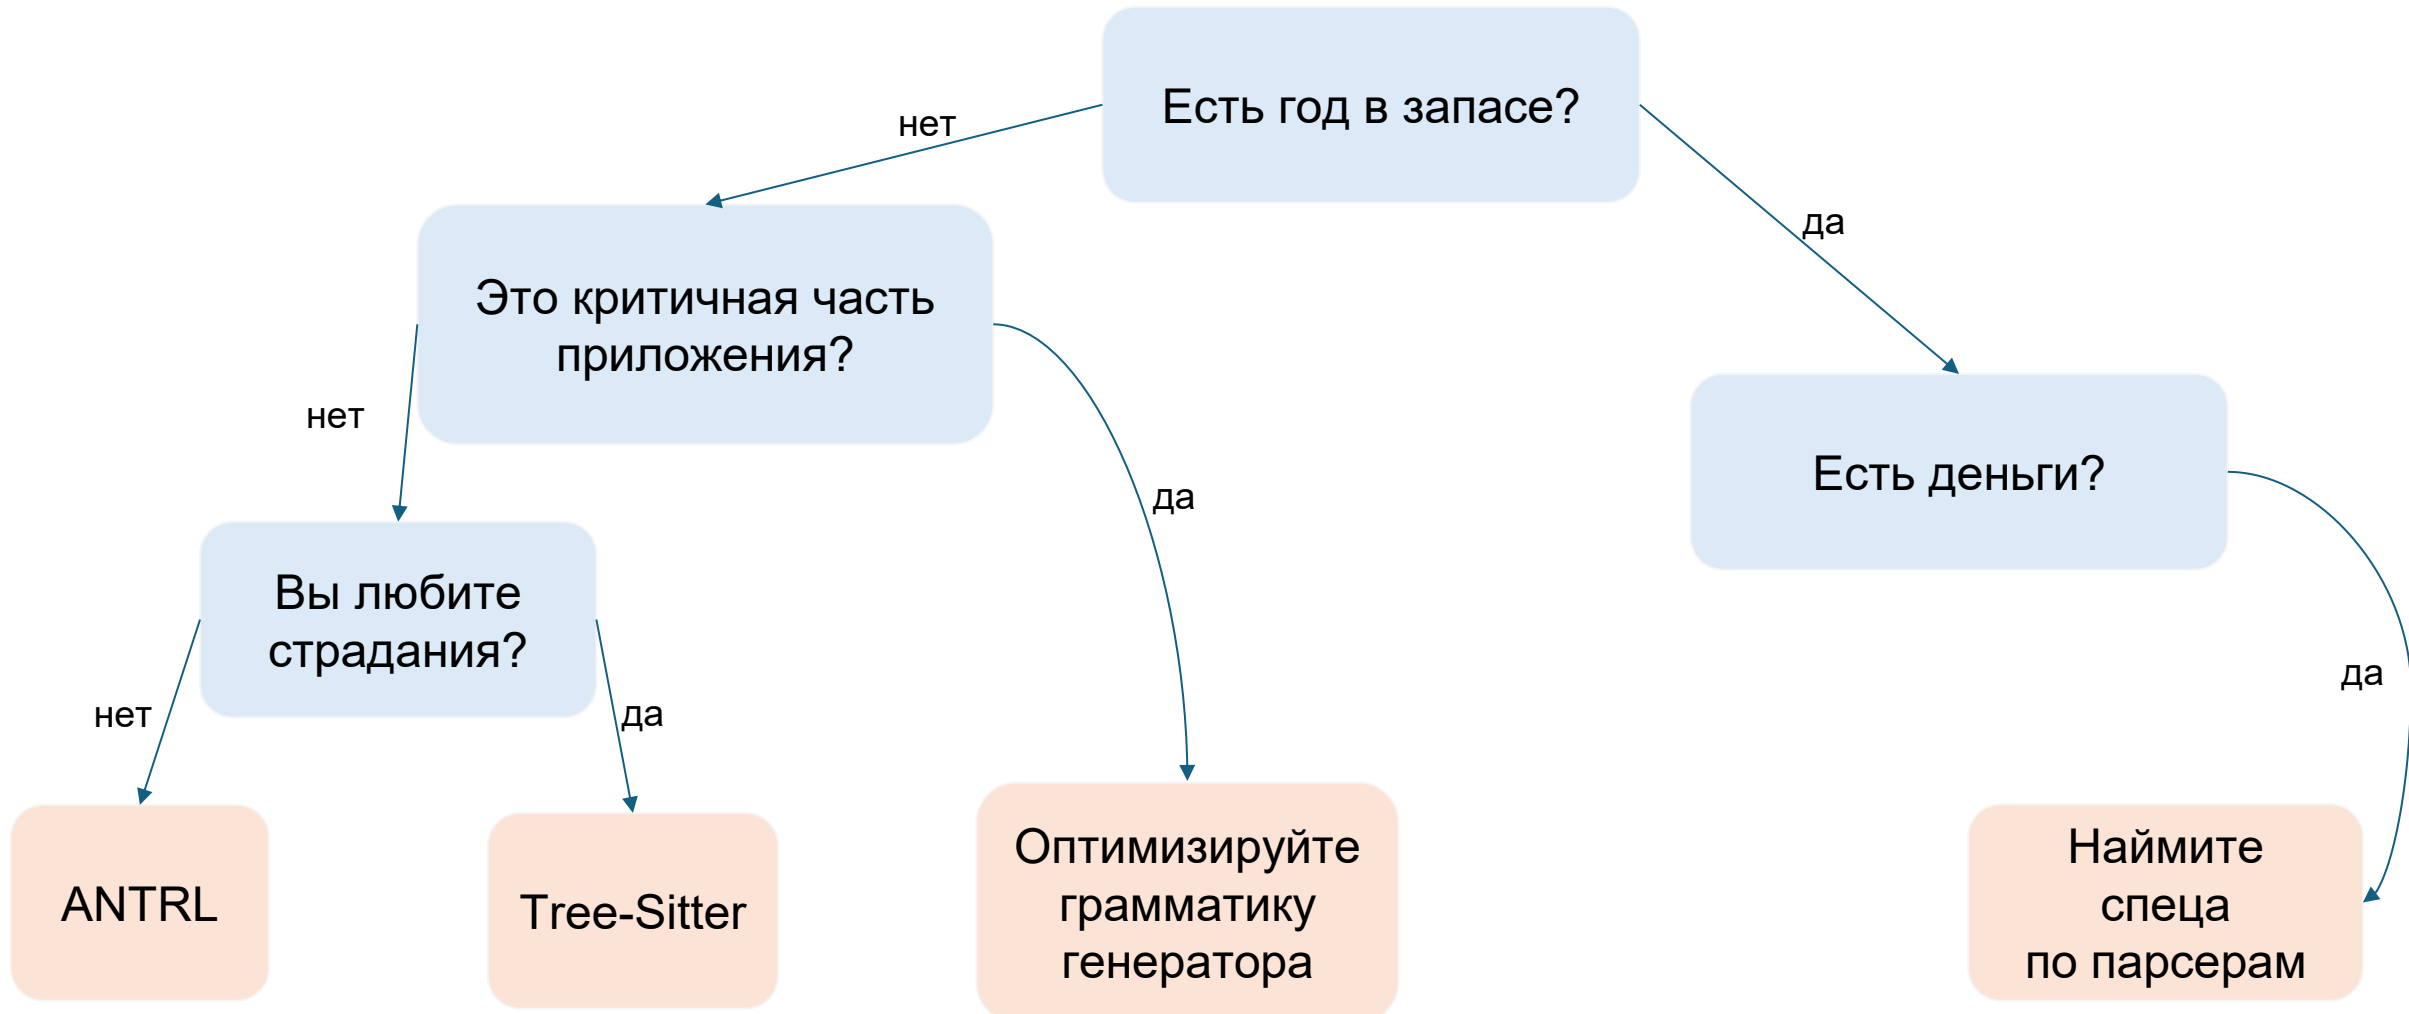 Есть год в запасе?
нет
да
Это критичная часть
приложения?
нет
да
Есть деньги?
да
Вы любите
страдания?
нет
да
ANTRL
Tree-Sitter
Оптимизируйте
грамматику
генератора
Наймите
спеца
по парсерам